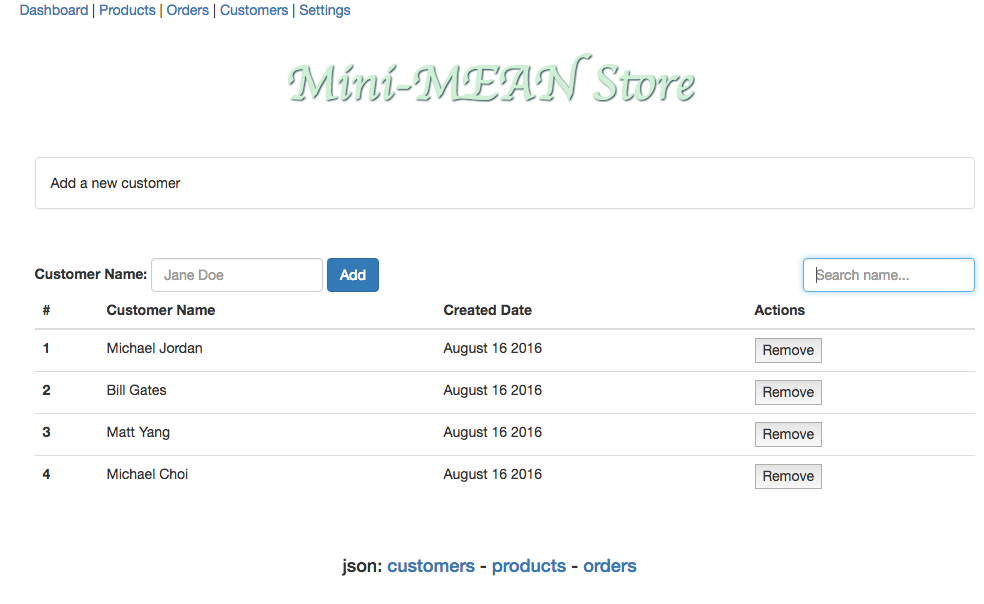 Dashboard | Products | Orders | Customers | Settings
Mini-MEAN Store
Add a new customer
Customer Name: Jane Doe Add Search name...
# Customer Name Created Date Actions
1 Michael Jordan August 16 2016 Remove
2 Bill Gates August 16 2016 Remove
3 Matt Yang August 16 2016 Remove
4 Michael Choi August 16 2016 Remove
json: customers - products - orders